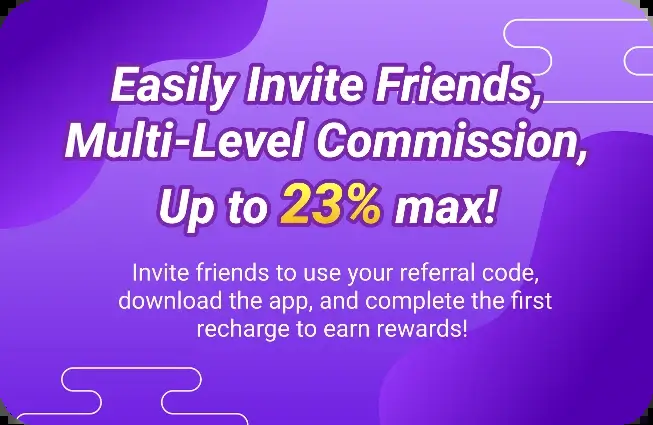 Easily Invite Friends,
Multi-Level Commission,
Up to 23% max!
Invite friends to use your referral code,
download the app, and complete the first
recharge to earn rewards!